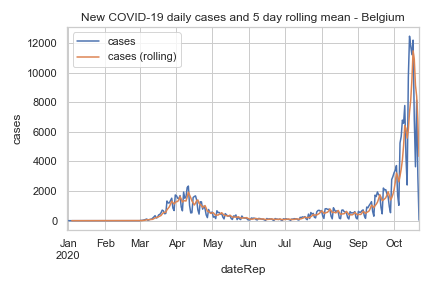 New COVID-19 daily cases and 5 day rolling mean - Belgium
cases
cases (rolling)
12000
10000
8000
6000
4000
2000
0
cases
Jan Feb Mar Apr May Jun Jul Aug Sep Oct
2020
dateRep